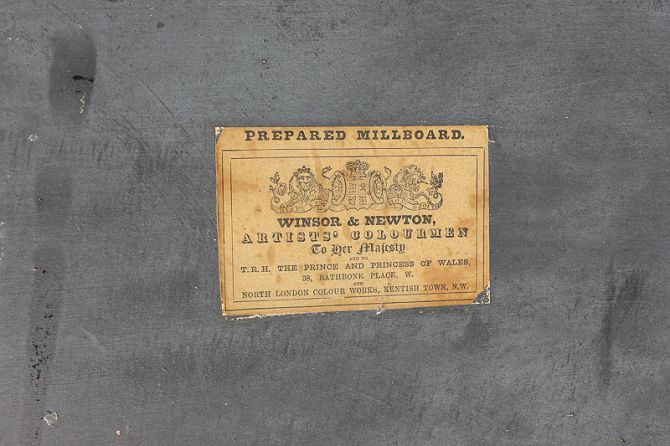 PREPARED MILLBOARD.
WINSOR & NEWTON,
ARTISTS' COLOURMEN
To Her Majesty
AND TO
T.R.H. THE PRINCE AND PRINCESS OF WALES,
38, RATHBONE PLACE, W.
AND
NORTH LONDON COLOUR WORKS, KENTISH TOWN, N.W.